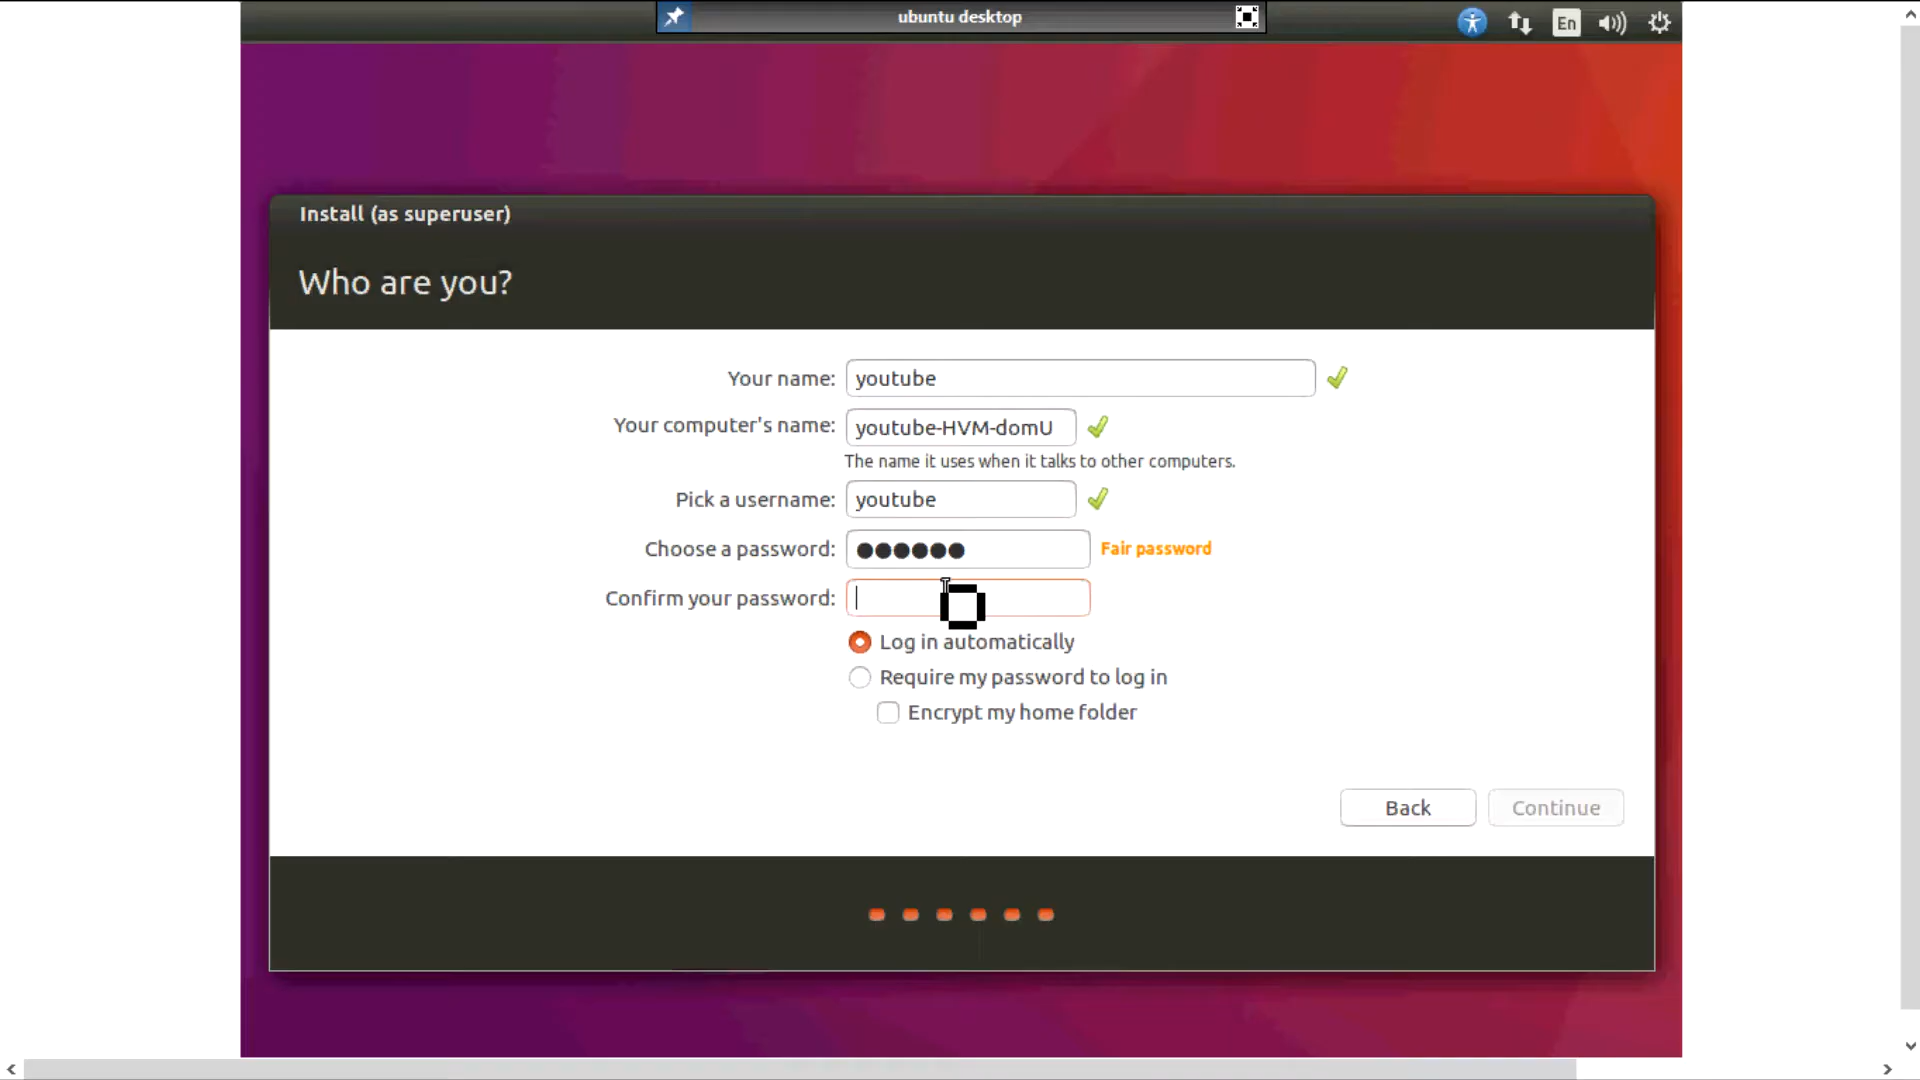 ubuntu desktop
En
Install (as superuser)
Who are you?
Your name: youtube
Your computer's name: youtube-HVM-domU
The name it uses when it talks to other computers.
Pick a username: youtube
Choose a password: ●●●●●● Fair password
Confirm your password:
Log in automatically
Require my password to log in
Encrypt my home folder
Back Continue